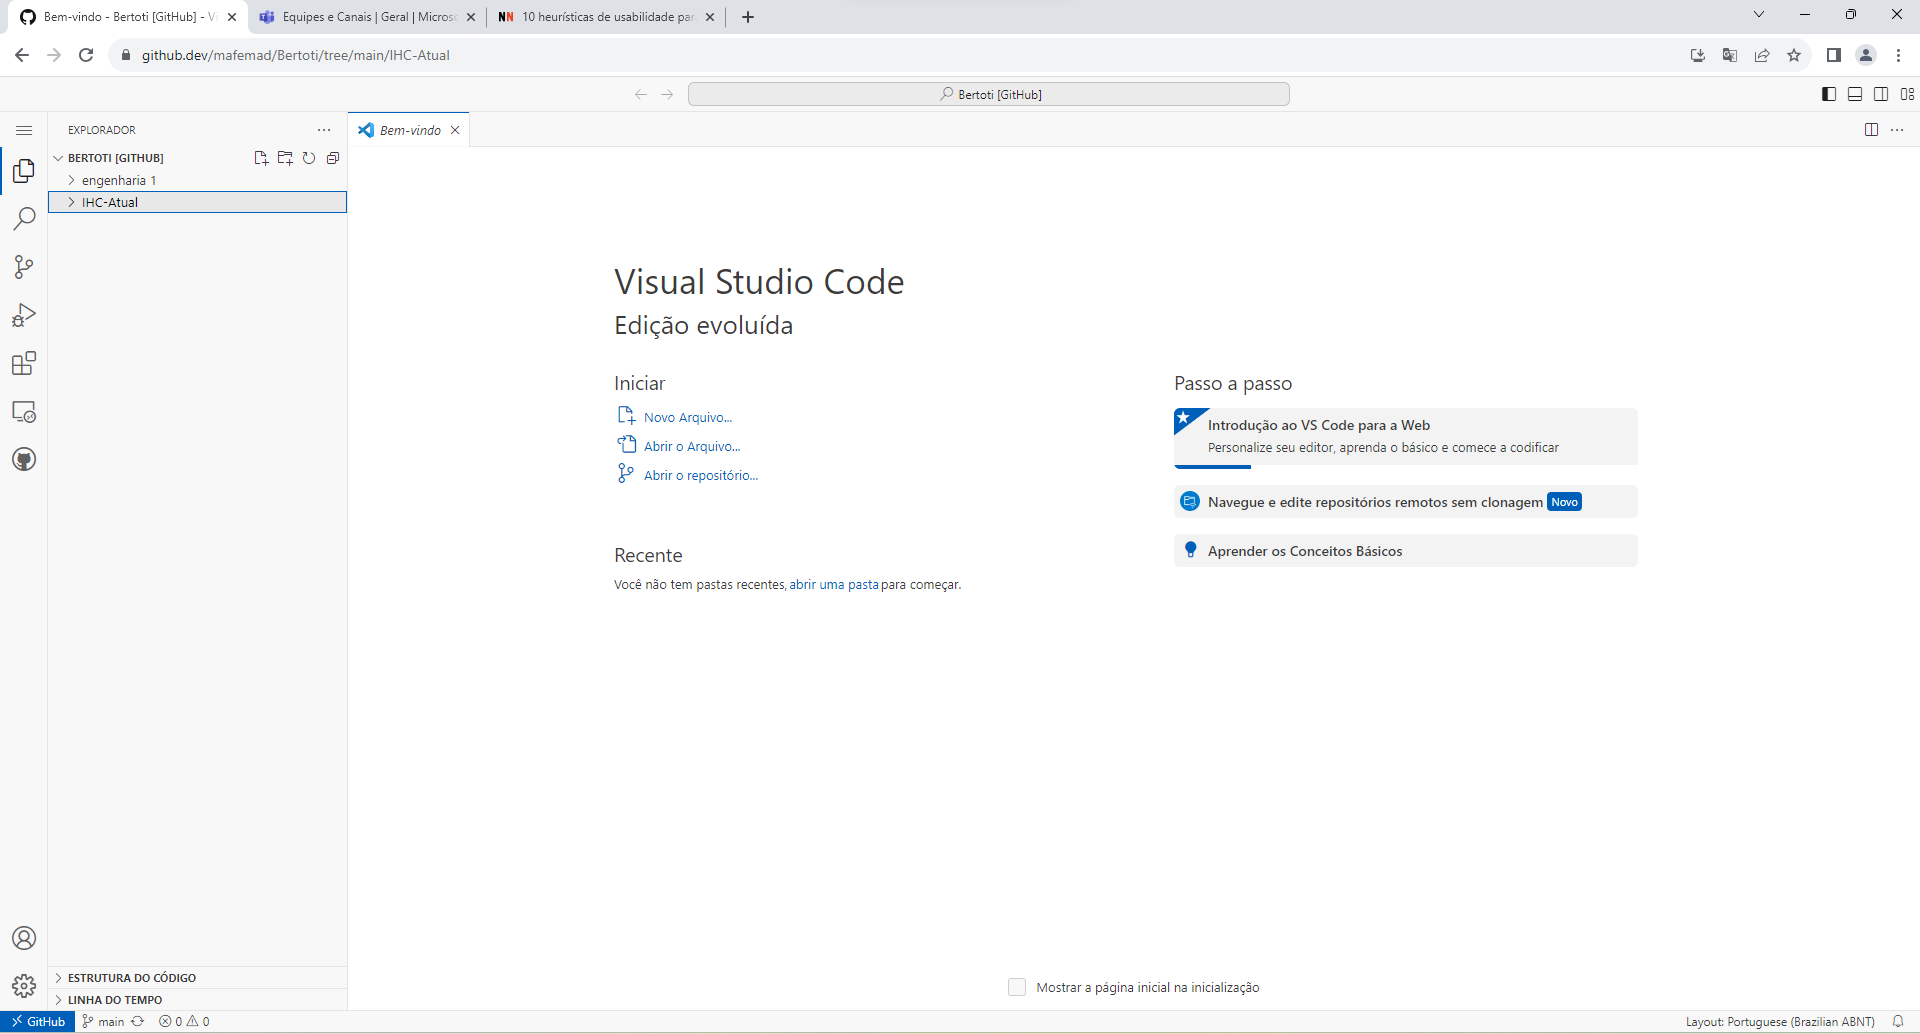 Bem-vindo - Bertoti [GitHub] - Vi
Equipes e Canais | Geral | Microso
NN 10 heurísticas de usabilidade par
github.dev/mafemad/Bertoti/tree/main/IHC-Atual
Bertoti [GitHub]
EXPLORADOR
Bem-vindo
BERTOTI [GITHUB]
engenharia 1
IHC-Atual
Visual Studio Code
Edição evoluída
Iniciar
Novo Arquivo...
Abrir o Arquivo...
Abrir o repositório...
Recente
Você não tem pastas recentes, abrir uma pasta para começar.
Passo a passo
Introdução ao VS Code para a Web
Personalize seu editor, aprenda o básico e comece a codificar
Navegue e edite repositórios remotos sem clonagem Novo
Aprender os Conceitos Básicos
Mostrar a página inicial na inicialização
ESTRUTURA DO CÓDIGO
LINHA DO TEMPO
GitHub main 0 0
Layout: Portuguese (Brazilian ABNT)